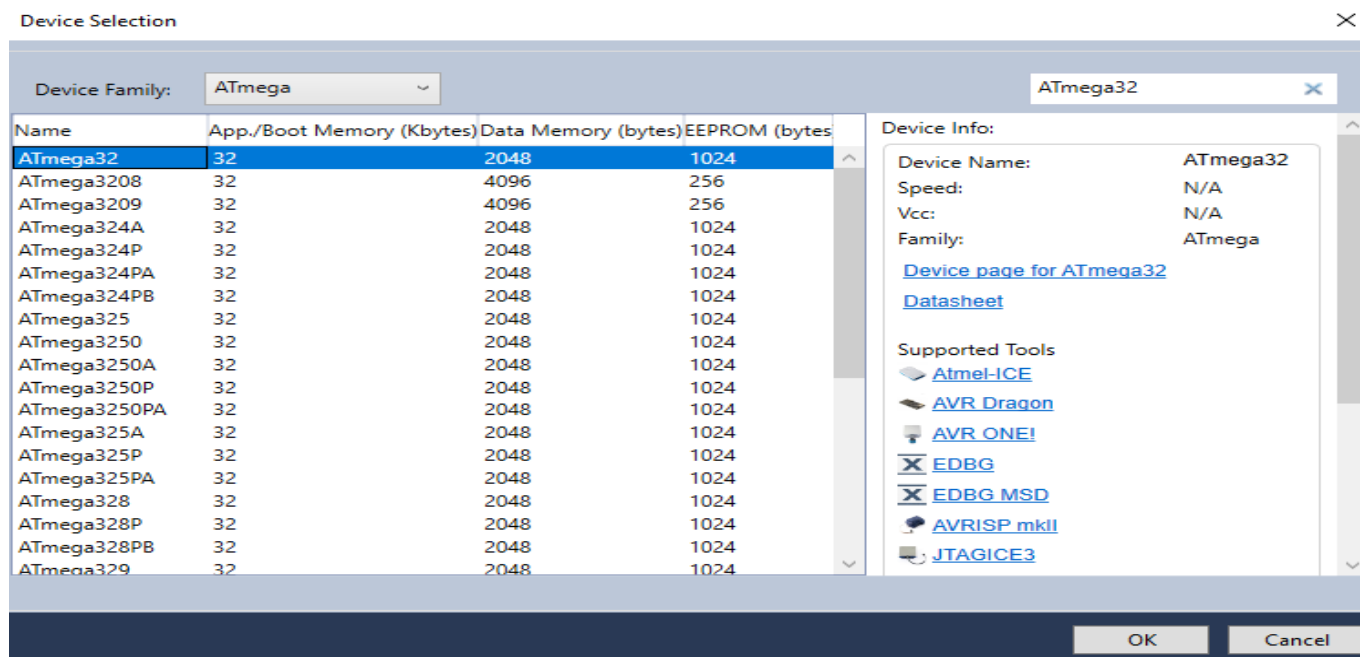 Device Selection
Device Family: ATmega ATmega32
Name App./Boot Memory (Kbytes) Data Memory (bytes) EEPROM (bytes
ATmega32 32 2048 1024
ATmega3208 32 4096 256
ATmega3209 32 4096 256
ATmega324A 32 2048 1024
ATmega324P 32 2048 1024
ATmega324PA 32 2048 1024
ATmega324PB 32 2048 1024
ATmega325 32 2048 1024
ATmega3250 32 2048 1024
ATmega3250A 32 2048 1024
ATmega3250P 32 2048 1024
ATmega3250PA 32 2048 1024
ATmega325A 32 2048 1024
ATmega325P 32 2048 1024
ATmega325PA 32 2048 1024
ATmega328 32 2048 1024
ATmega328P 32 2048 1024
ATmega328PB 32 2048 1024
ATmega329 32 2048 1024
Device Info:
Device Name: ATmega32
Speed: N/A
Vcc: N/A
Family: ATmega
Device page for ATmega32
Datasheet
Supported Tools
Atmel-ICE
AVR Dragon
AVR ONE!
EDBG
EDBG MSD
AVRISP mkII
JTAGICE3
OK Cancel